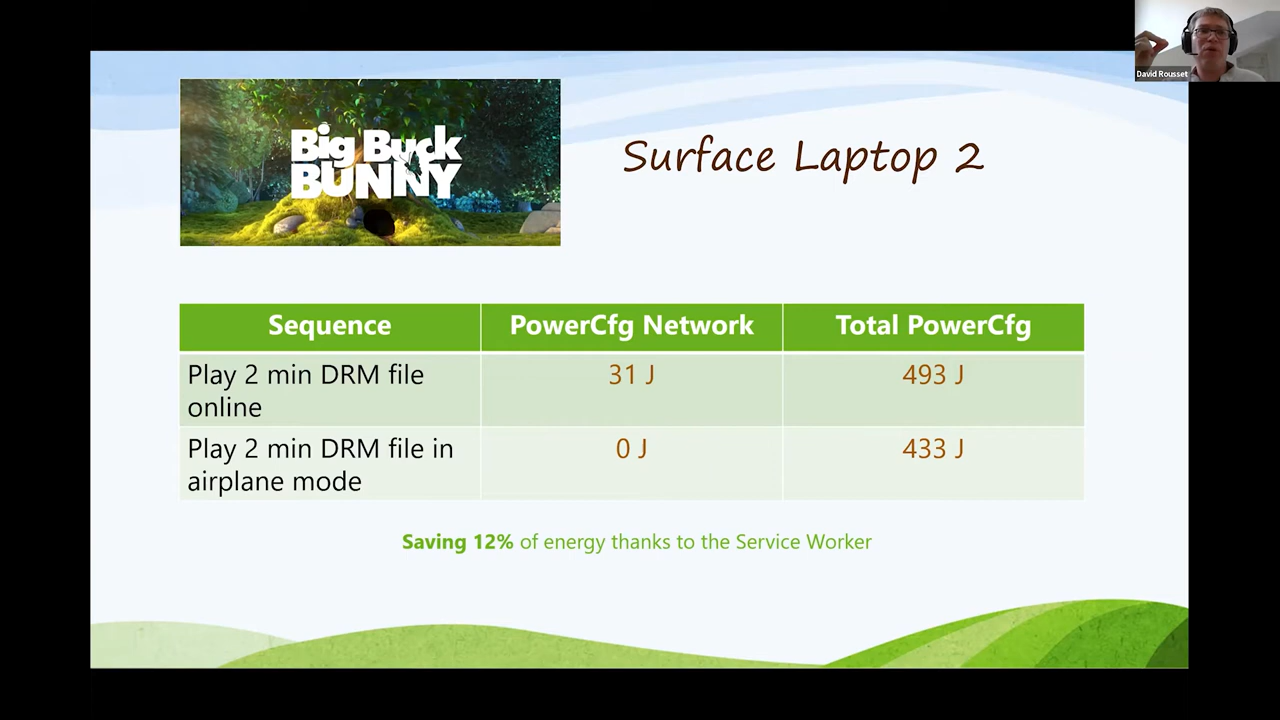 David Rousset
Big Buck
BUNNY
Surface Laptop 2
Sequence
PowerCfg Network
Total PowerCfg
Play 2 min DRM file
online
31 J
493 J
Play 2 min DRM file in
airplane mode
0 J
433 J
Saving 12% of energy thanks to the Service Worker